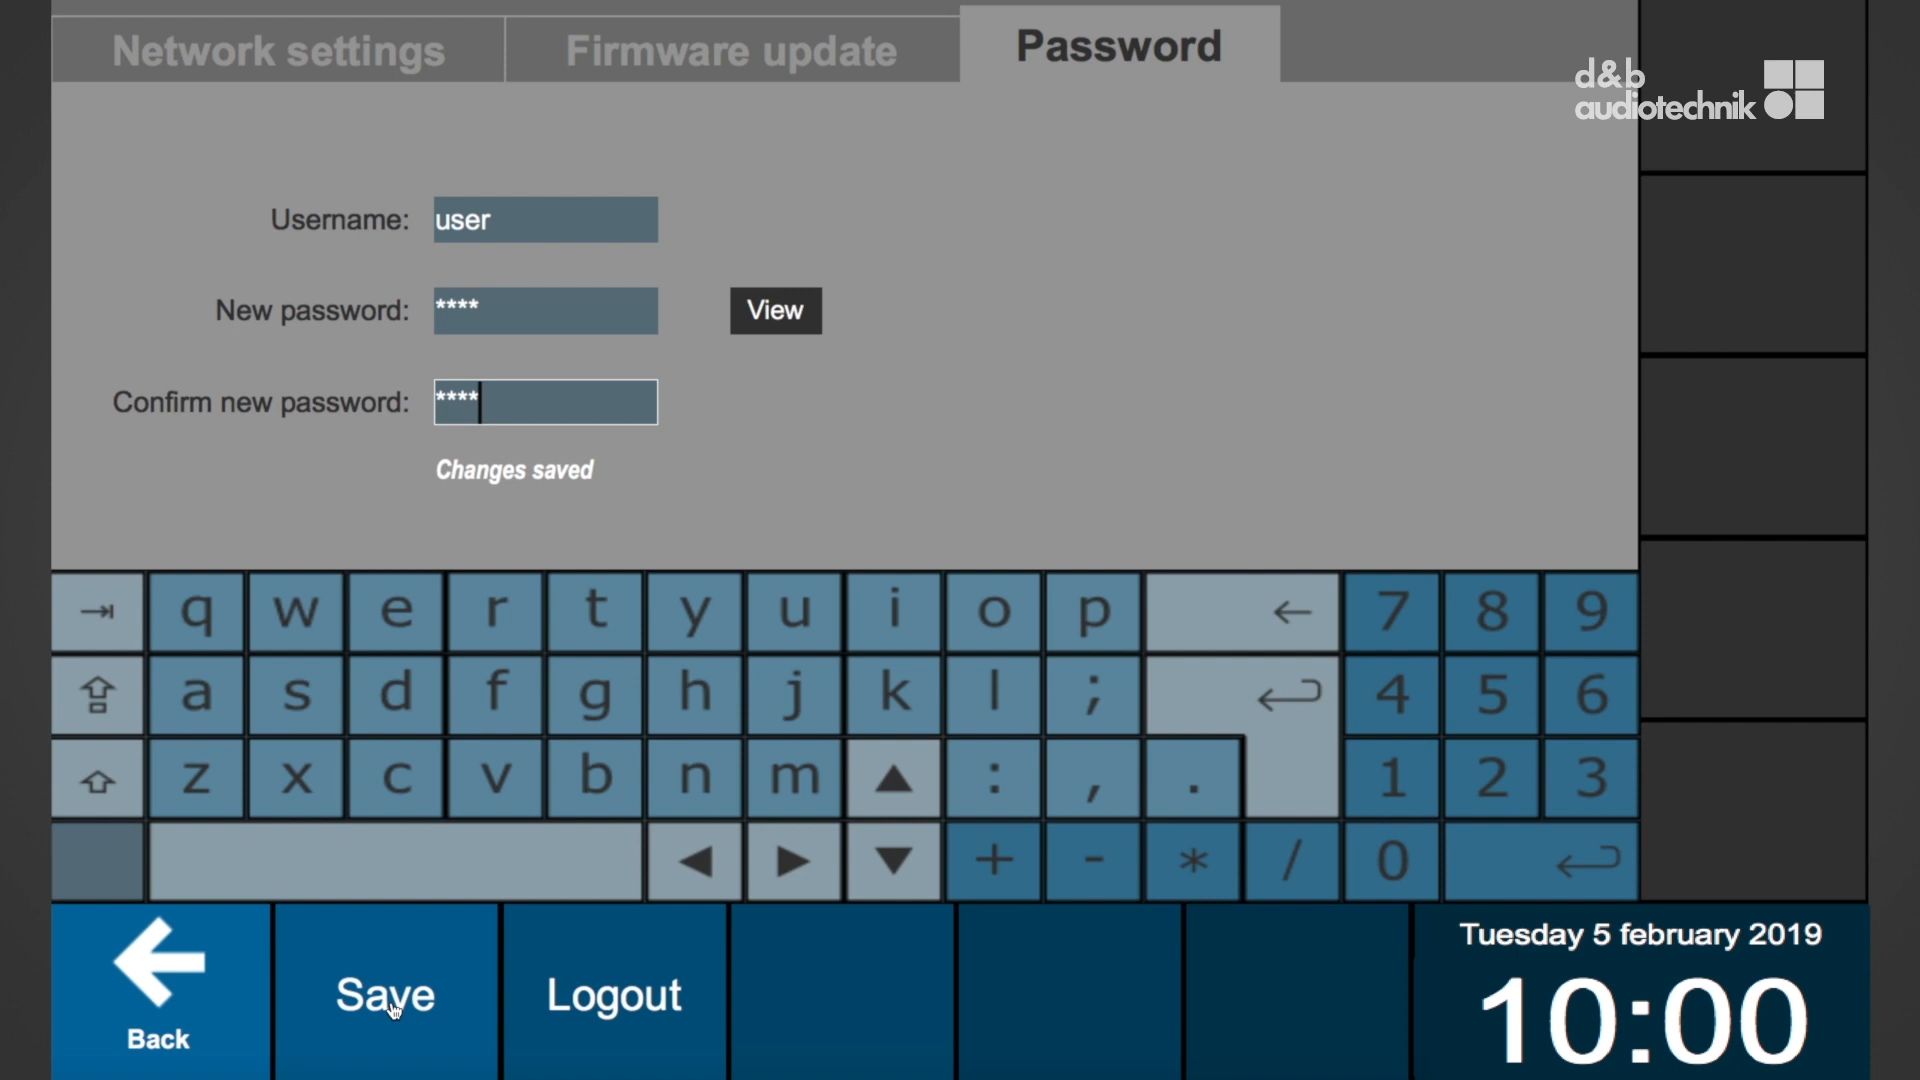 Network settings
Firmware update
Password
d&b
audiotechnik
Username: user
New password: ****
View
Confirm new password: ****
Changes saved
q w e r t y u i o p 7 8 9
a s d f g h j k l ; 4 5 6
z x c v b n m : , . 1 2 3
+ - * / 0
Back
Save
Logout
Tuesday 5 february 2019
10:00